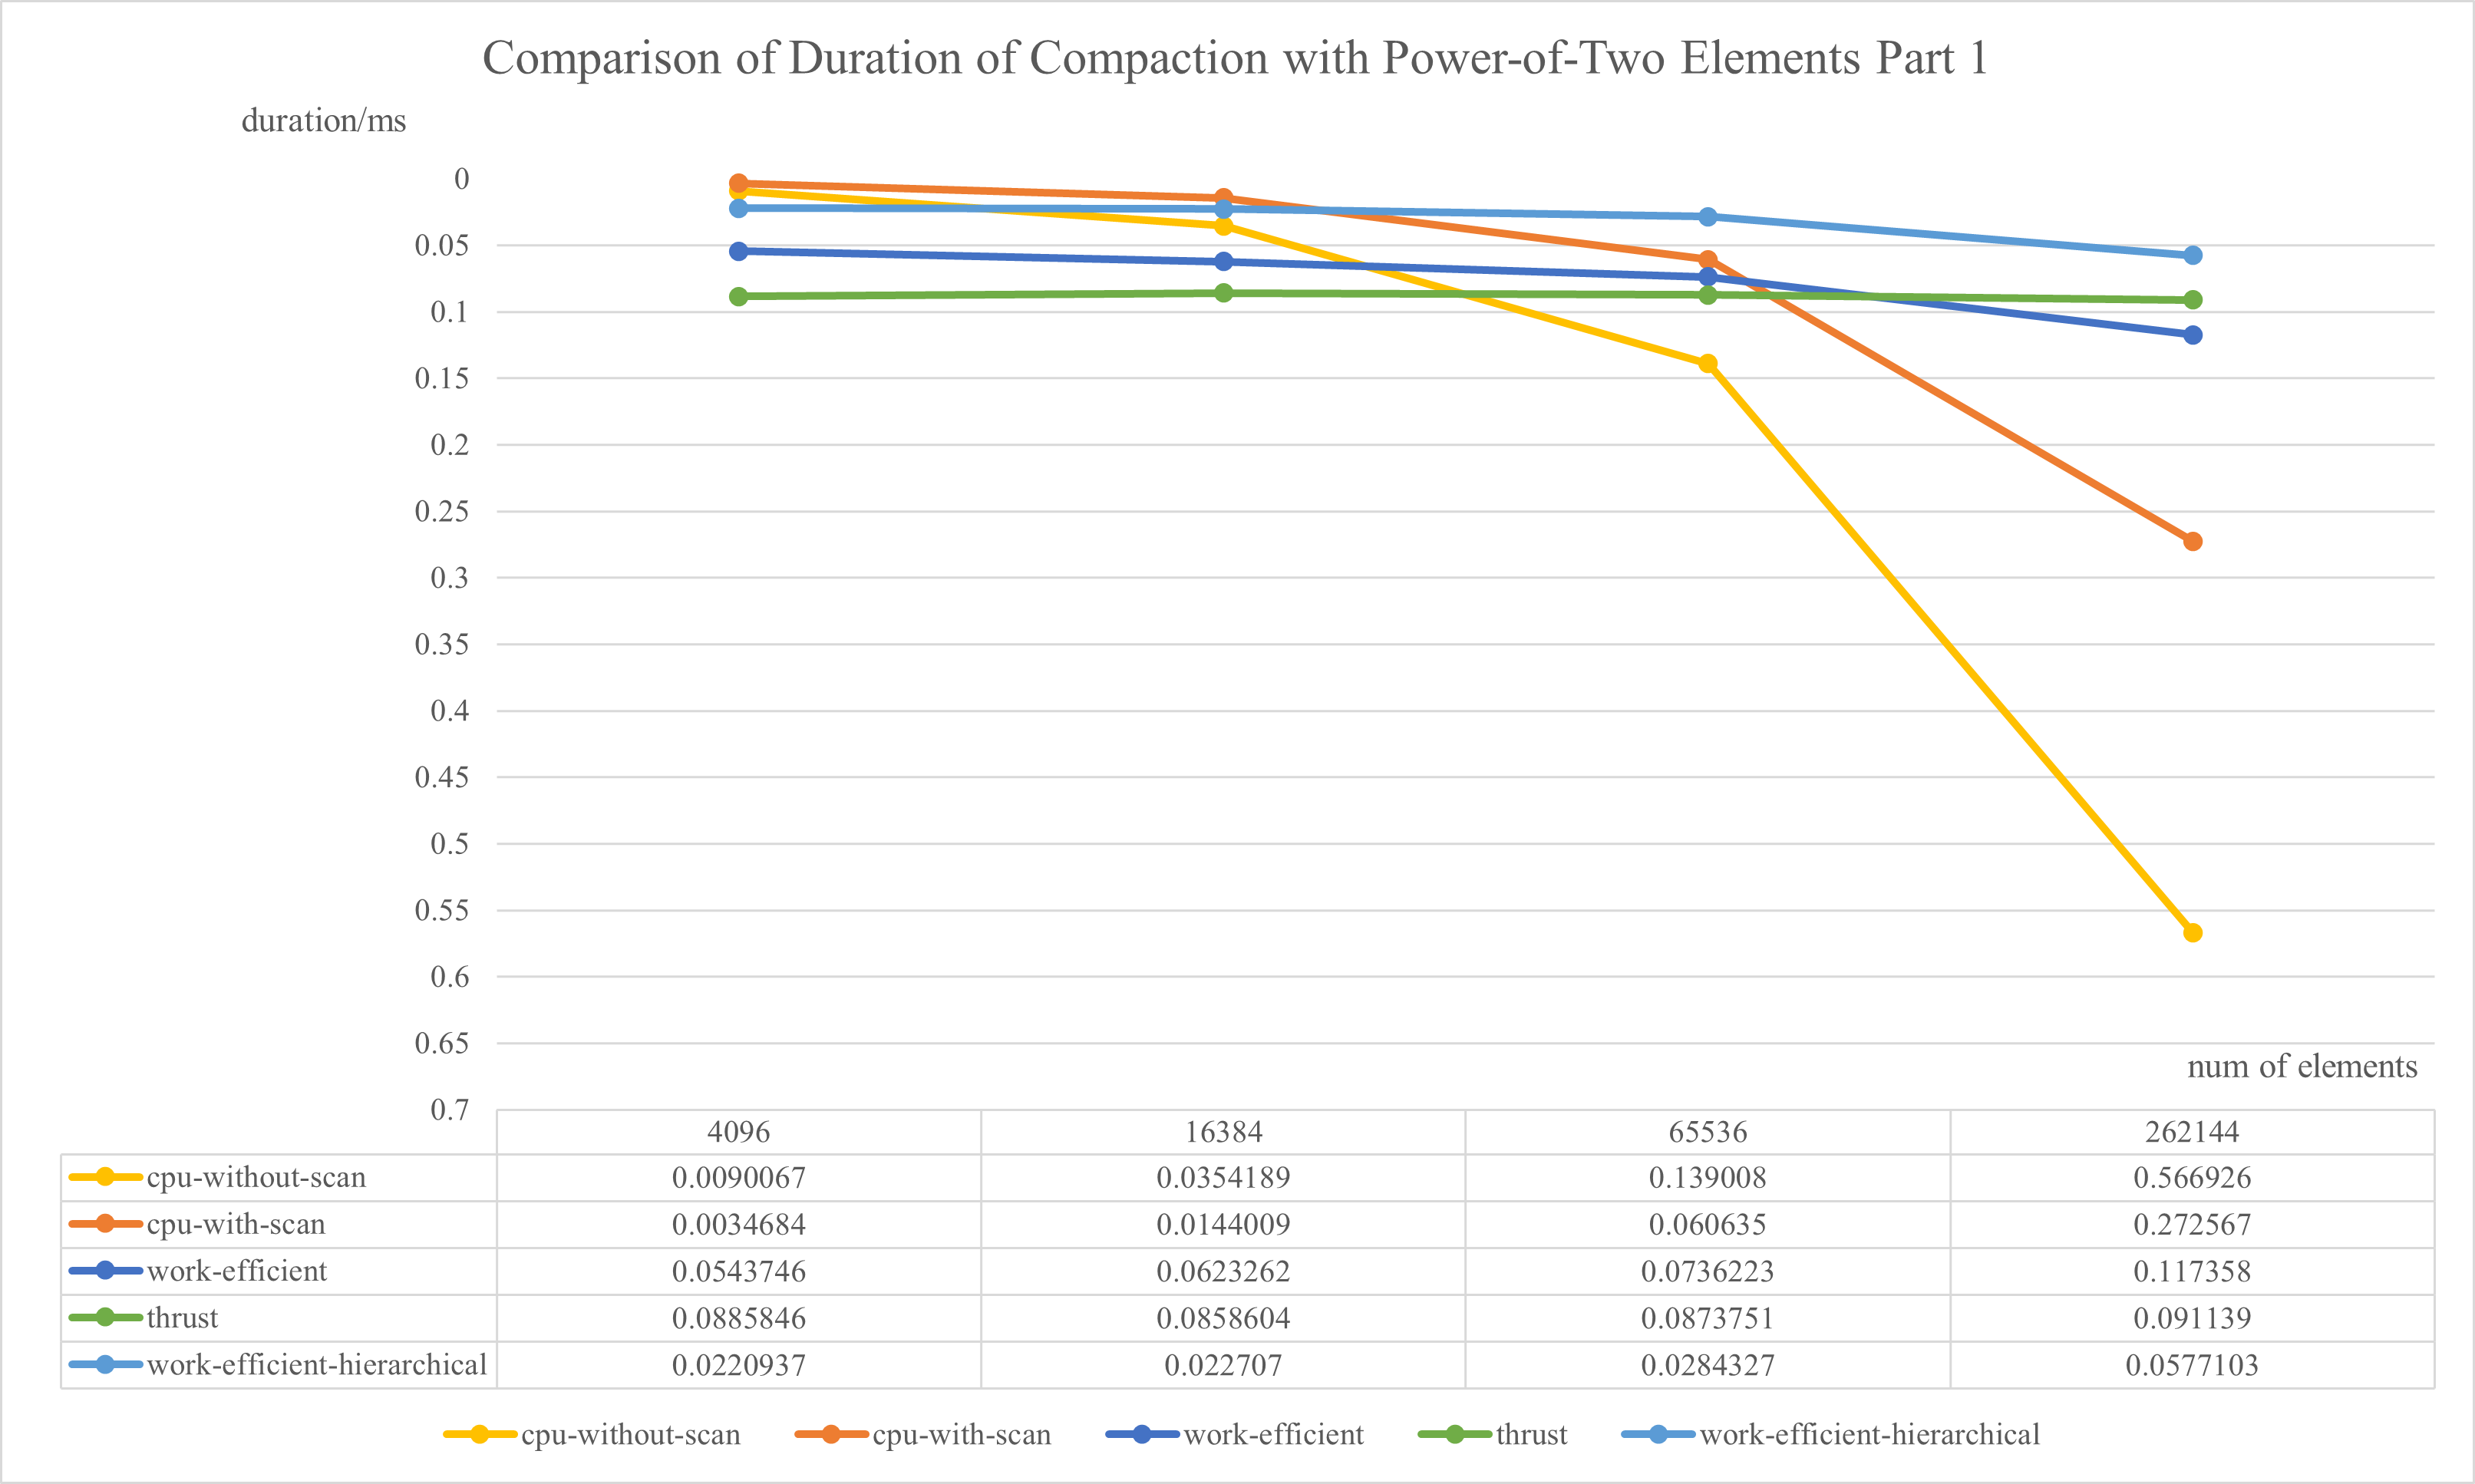 Comparison of Duration of Compaction with Power-of-Two Elements Part 1
duration/ms
0
0.05
0.1
0.15
0.2
0.25
0.3
0.35
0.4
0.45
0.5
0.55
0.6
0.65
num of elements
0.7
4096 16384 65536 262144
cpu-without-scan 0.0090067 0.0354189 0.139008 0.566926
cpu-with-scan 0.0034684 0.0144009 0.060635 0.272567
work-efficient 0.0543746 0.0623262 0.0736223 0.117358
thrust 0.0885846 0.0858604 0.0873751 0.091139
work-efficient-hierarchical 0.0220937 0.022707 0.0284327 0.0577103
cpu-without-scan cpu-with-scan work-efficient thrust work-efficient-hierarchical